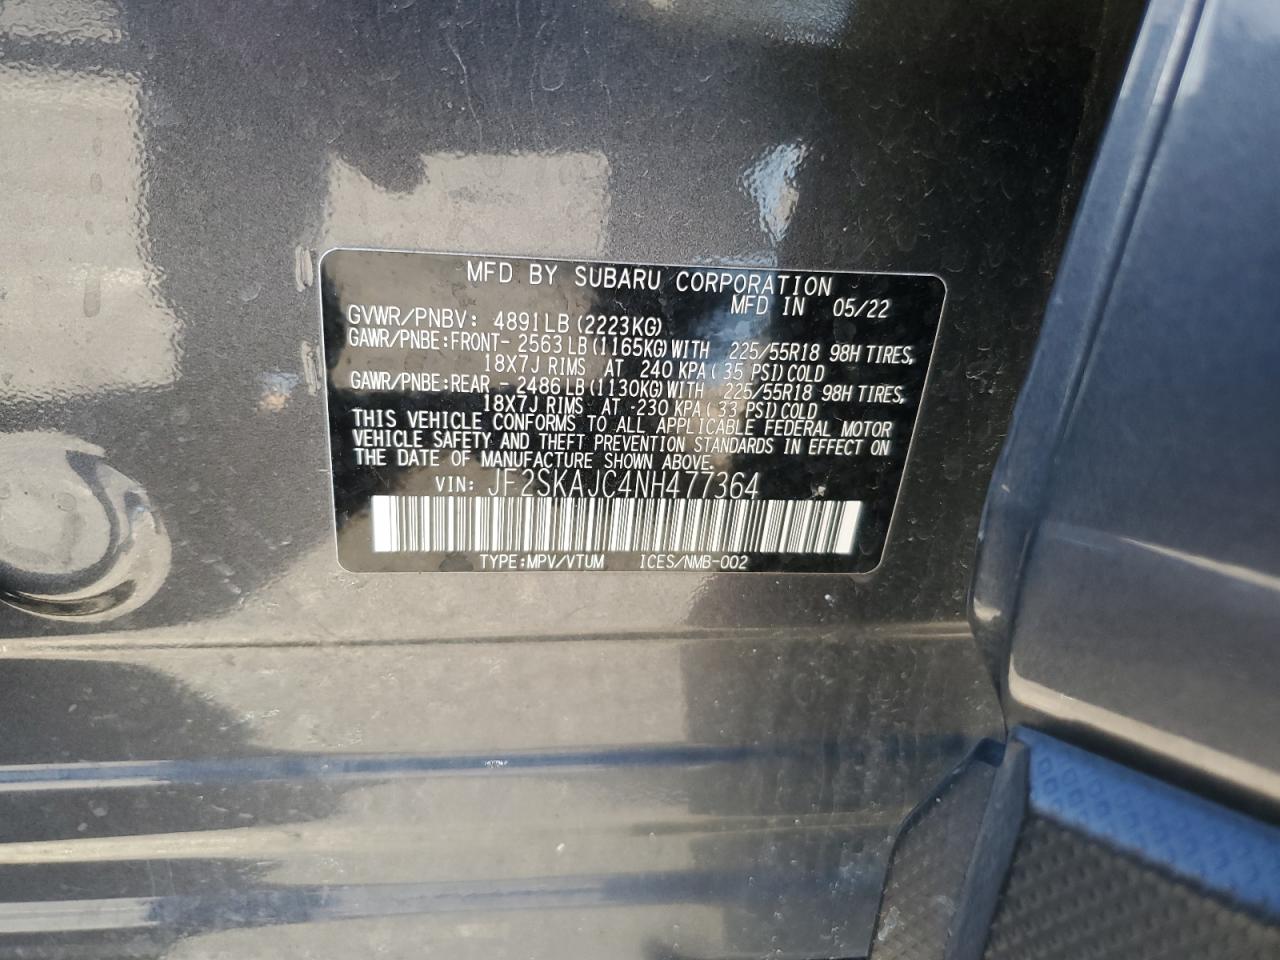 MFD BY SUBARU CORPORATION
MFD IN 05/22
GVWR/PNBV: 4891LB (2223KG)
GAWR/PNBE:FRONT- 2563 LB (1165KG) WITH 225/55R18 98H TIRES,
18X7J RIMS AT 240 KPA ( 35 PSI) COLD
GAWR/PNBE:REAR - 2486 LB (1130KG) WITH 225/55R18 98H TIRES,
18X7J RIMS AT 230 KPA ( 33 PSI) COLD
THIS VEHICLE CONFORMS TO ALL APPLICABLE FEDERAL MOTOR
VEHICLE SAFETY AND THEFT PREVENTION STANDARDS IN EFFECT ON
THE DATE OF MANUFACTURE SHOWN ABOVE.
VIN: JF2SKAJC4NH477364
TYPE:MPV/VTUM ICES/NMB-002